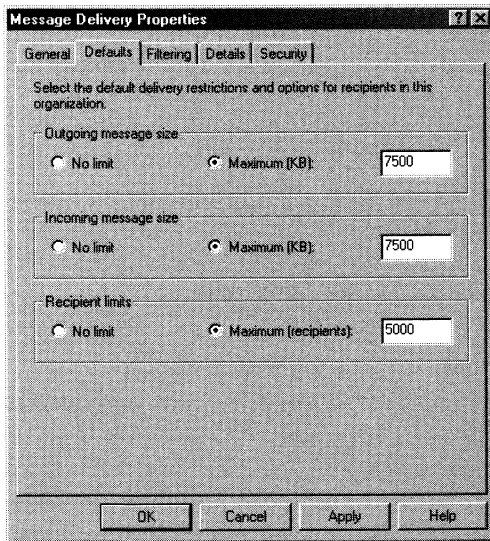 Message Delivery Properties
General Defaults Filtering Details Security
Select the default delivery restrictions and options for recipients in this
organization.
Outgoing message size
No limit Maximum (KB): 7500
Incoming message size
No limit Maximum (KB): 7500
Recipient limits
No limit Maximum (recipients): 5000
OK Cancel Apply Help